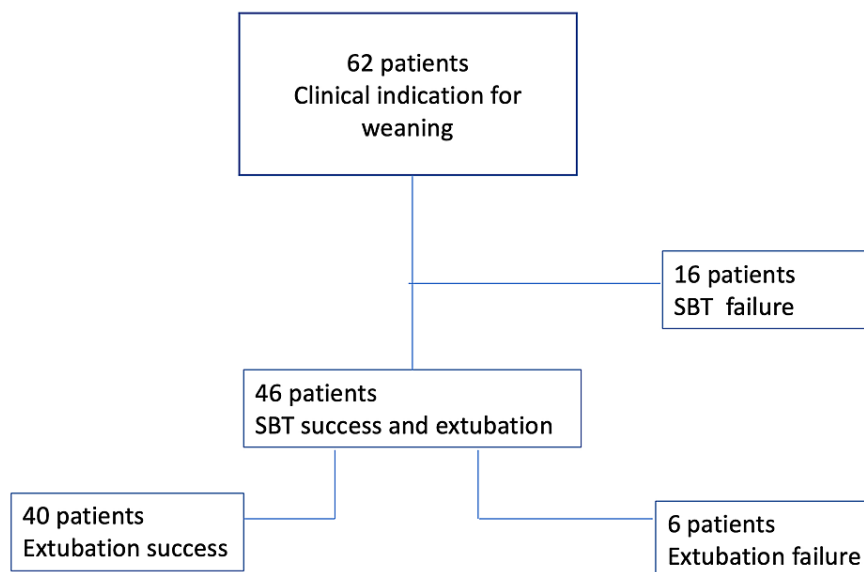 62 patients
Clinical indication for
weaning
16 patients
SBT  failure
46 patients
SBT success and extubation
40 patients
Extubation success
6 patients
Extubation failure